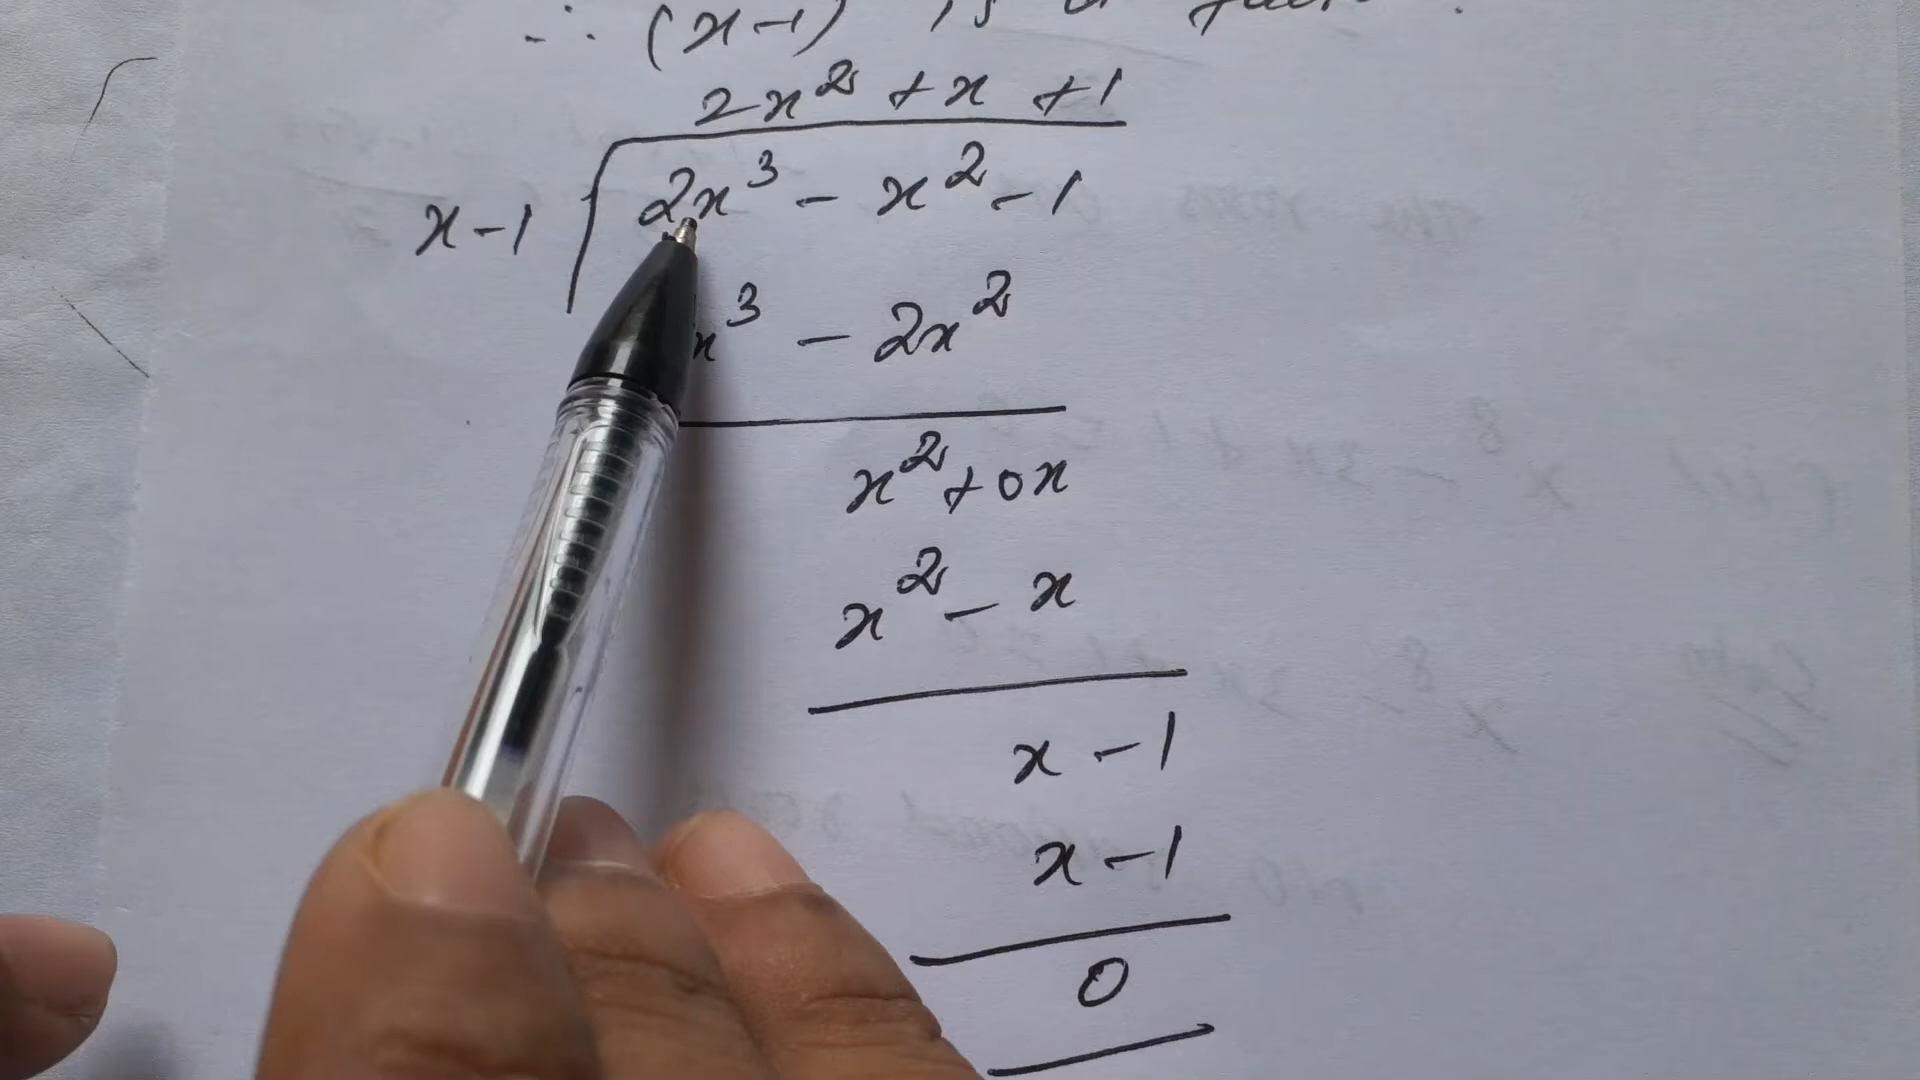 ∴ (x-1) is a
2x² + x + 1
x-1 2x³ - x² - 1
x³ - 2x²
x² + 0x
x² - x
x - 1
x - 1
0